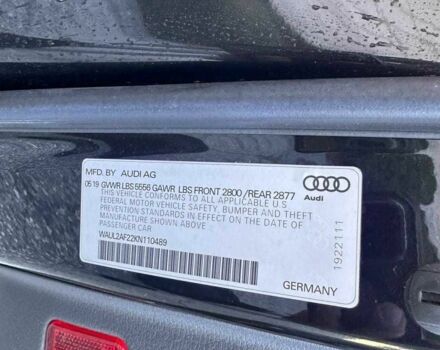 MFD. BY AUDI AG
05 19 GVWR LBS 5556 GAWR LBS FRONT 2800 / REAR 2877
THIS VEHICLE CONFORMS TO ALL APPLICABLE U.S
FEDERAL MOTOR VEHICLE SAFETY, BUMPER AND THEFT
PREVENTION STANDARDS IN EFFECT ON THE DATE OF
MANUFACTURE SHOWN ABOVE
PASSENGER CAR
WAUL2AF22KN110489
Audi
1922111
GERMANY